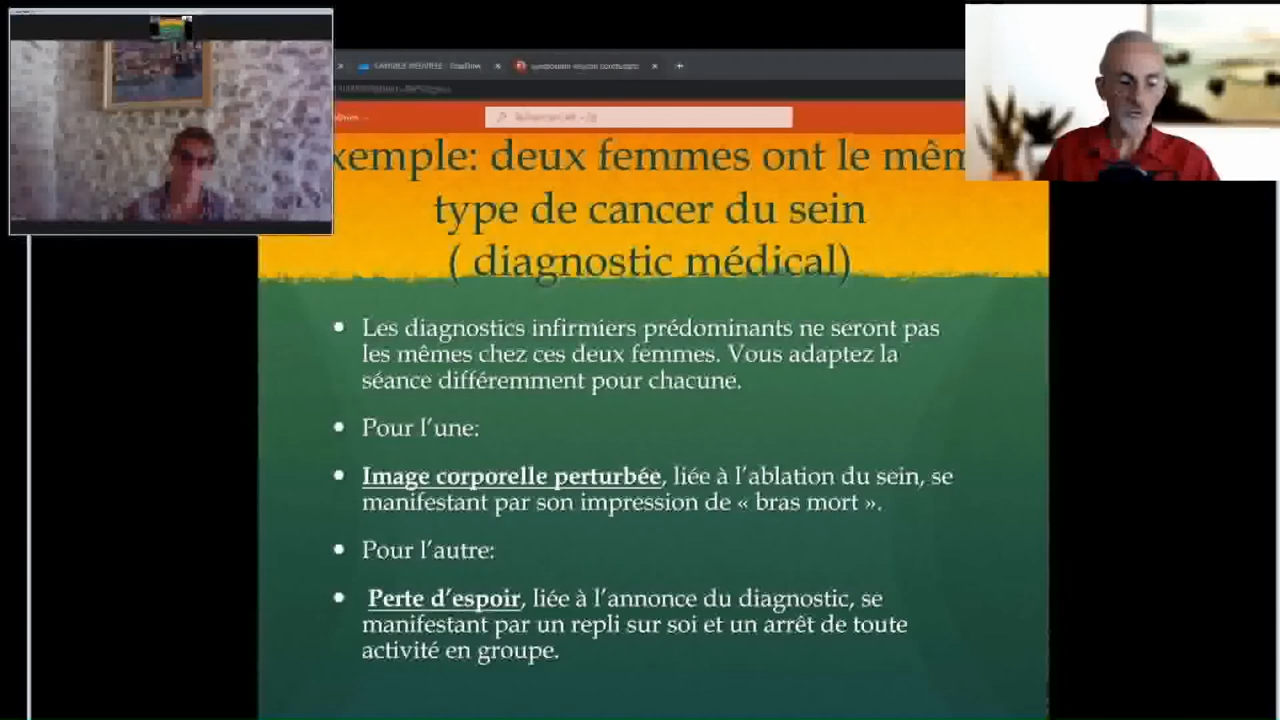 xemple: deux femmes ont le mêm
type de cancer du sein
( diagnostic médical)
• Les diagnostics infirmiers prédominants ne seront pas
les mêmes chez ces deux femmes. Vous adaptez la
séance différemment pour chacune.
• Pour l'une:
• Image corporelle perturbée, liée à l'ablation du sein, se
manifestant par son impression de « bras mort ».
• Pour l'autre:
• Perte d'espoir, liée à l'annonce du diagnostic, se
manifestant par un repli sur soi et un arrêt de toute
activité en groupe.